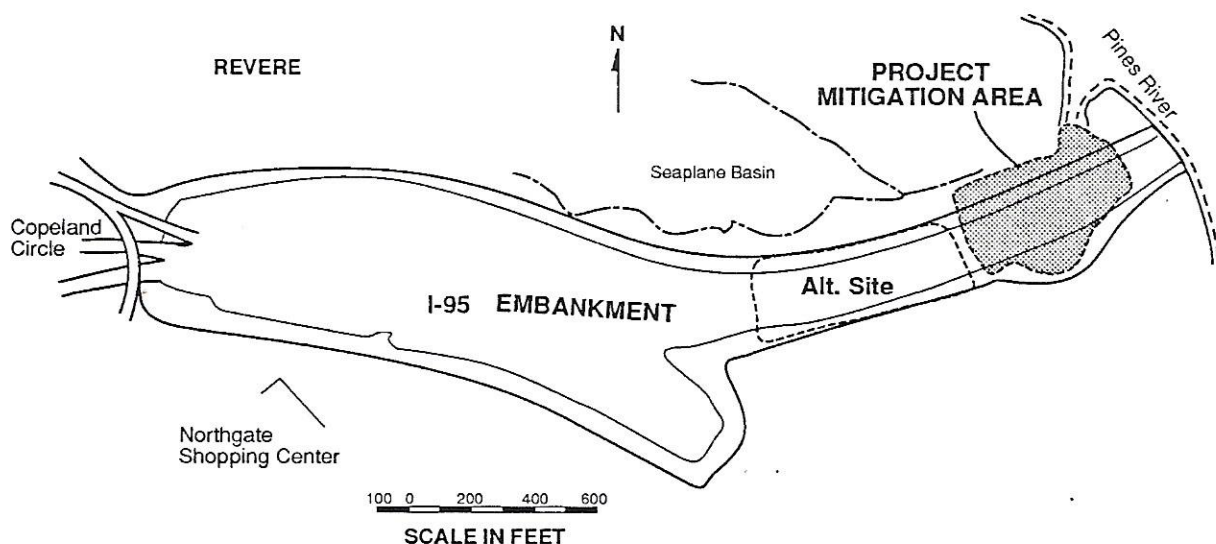 N
REVERE
PROJECT
MITIGATION AREA
Pines River
Seaplane Basin
Copeland
Circle
Alt. Site
I-95 EMBANKMENT
Northgate
Shopping Center
100 0 200 400 600
SCALE IN FEET